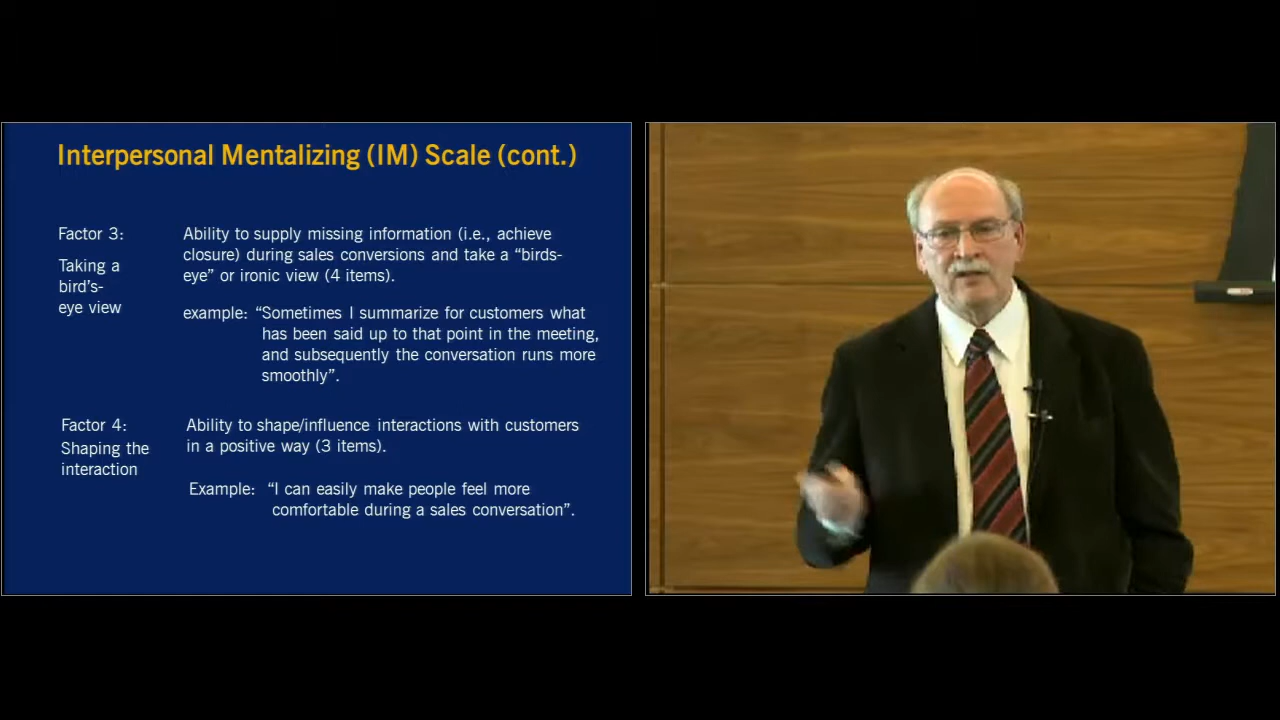 Interpersonal Mentalizing (IM) Scale (cont.)
Factor 3:
Taking a
bird's-
eye view
Ability to supply missing information (i.e., achieve
closure) during sales conversions and take a “birds-
eye” or ironic view (4 items).
example: “Sometimes I summarize for customers what
has been said up to that point in the meeting,
and subsequently the conversation runs more
smoothly”.
Factor 4:
Shaping the
interaction
Ability to shape/influence interactions with customers
in a positive way (3 items).
Example: “I can easily make people feel more
comfortable during a sales conversation”.